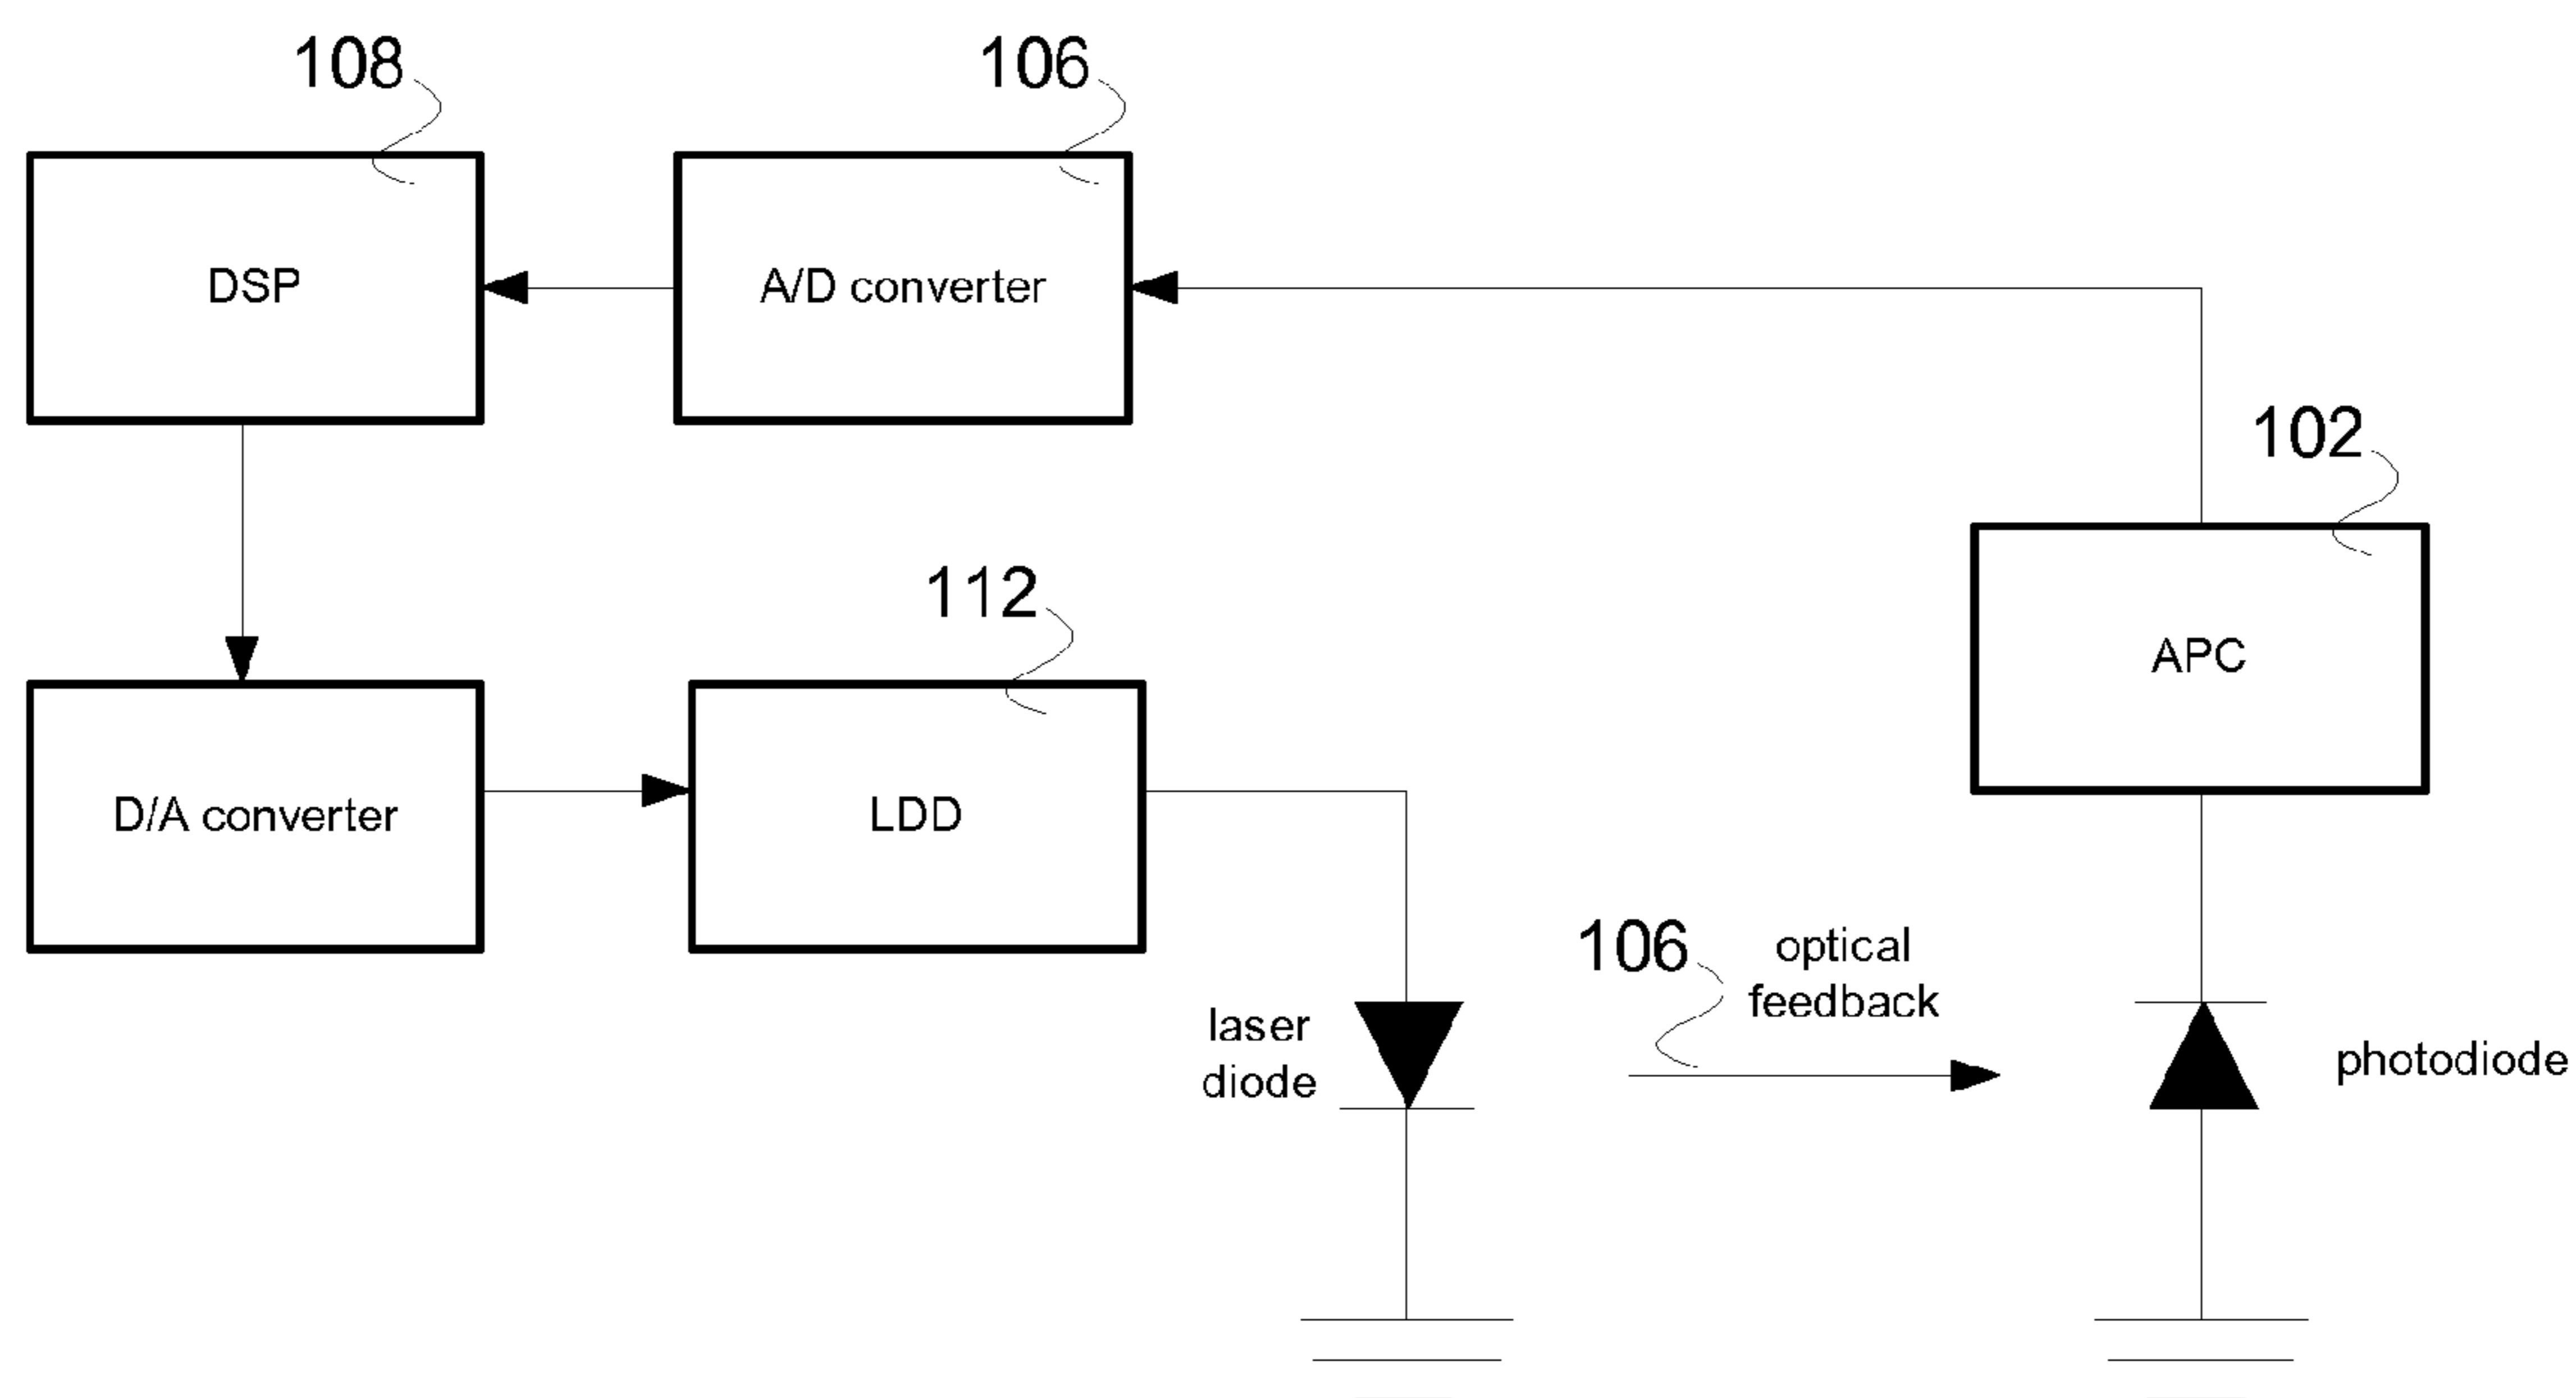 108
106
DSP
A/D converter
102
112
APC
D/A converter
LDD
106
optical
feedback
laser
diode
photodiode